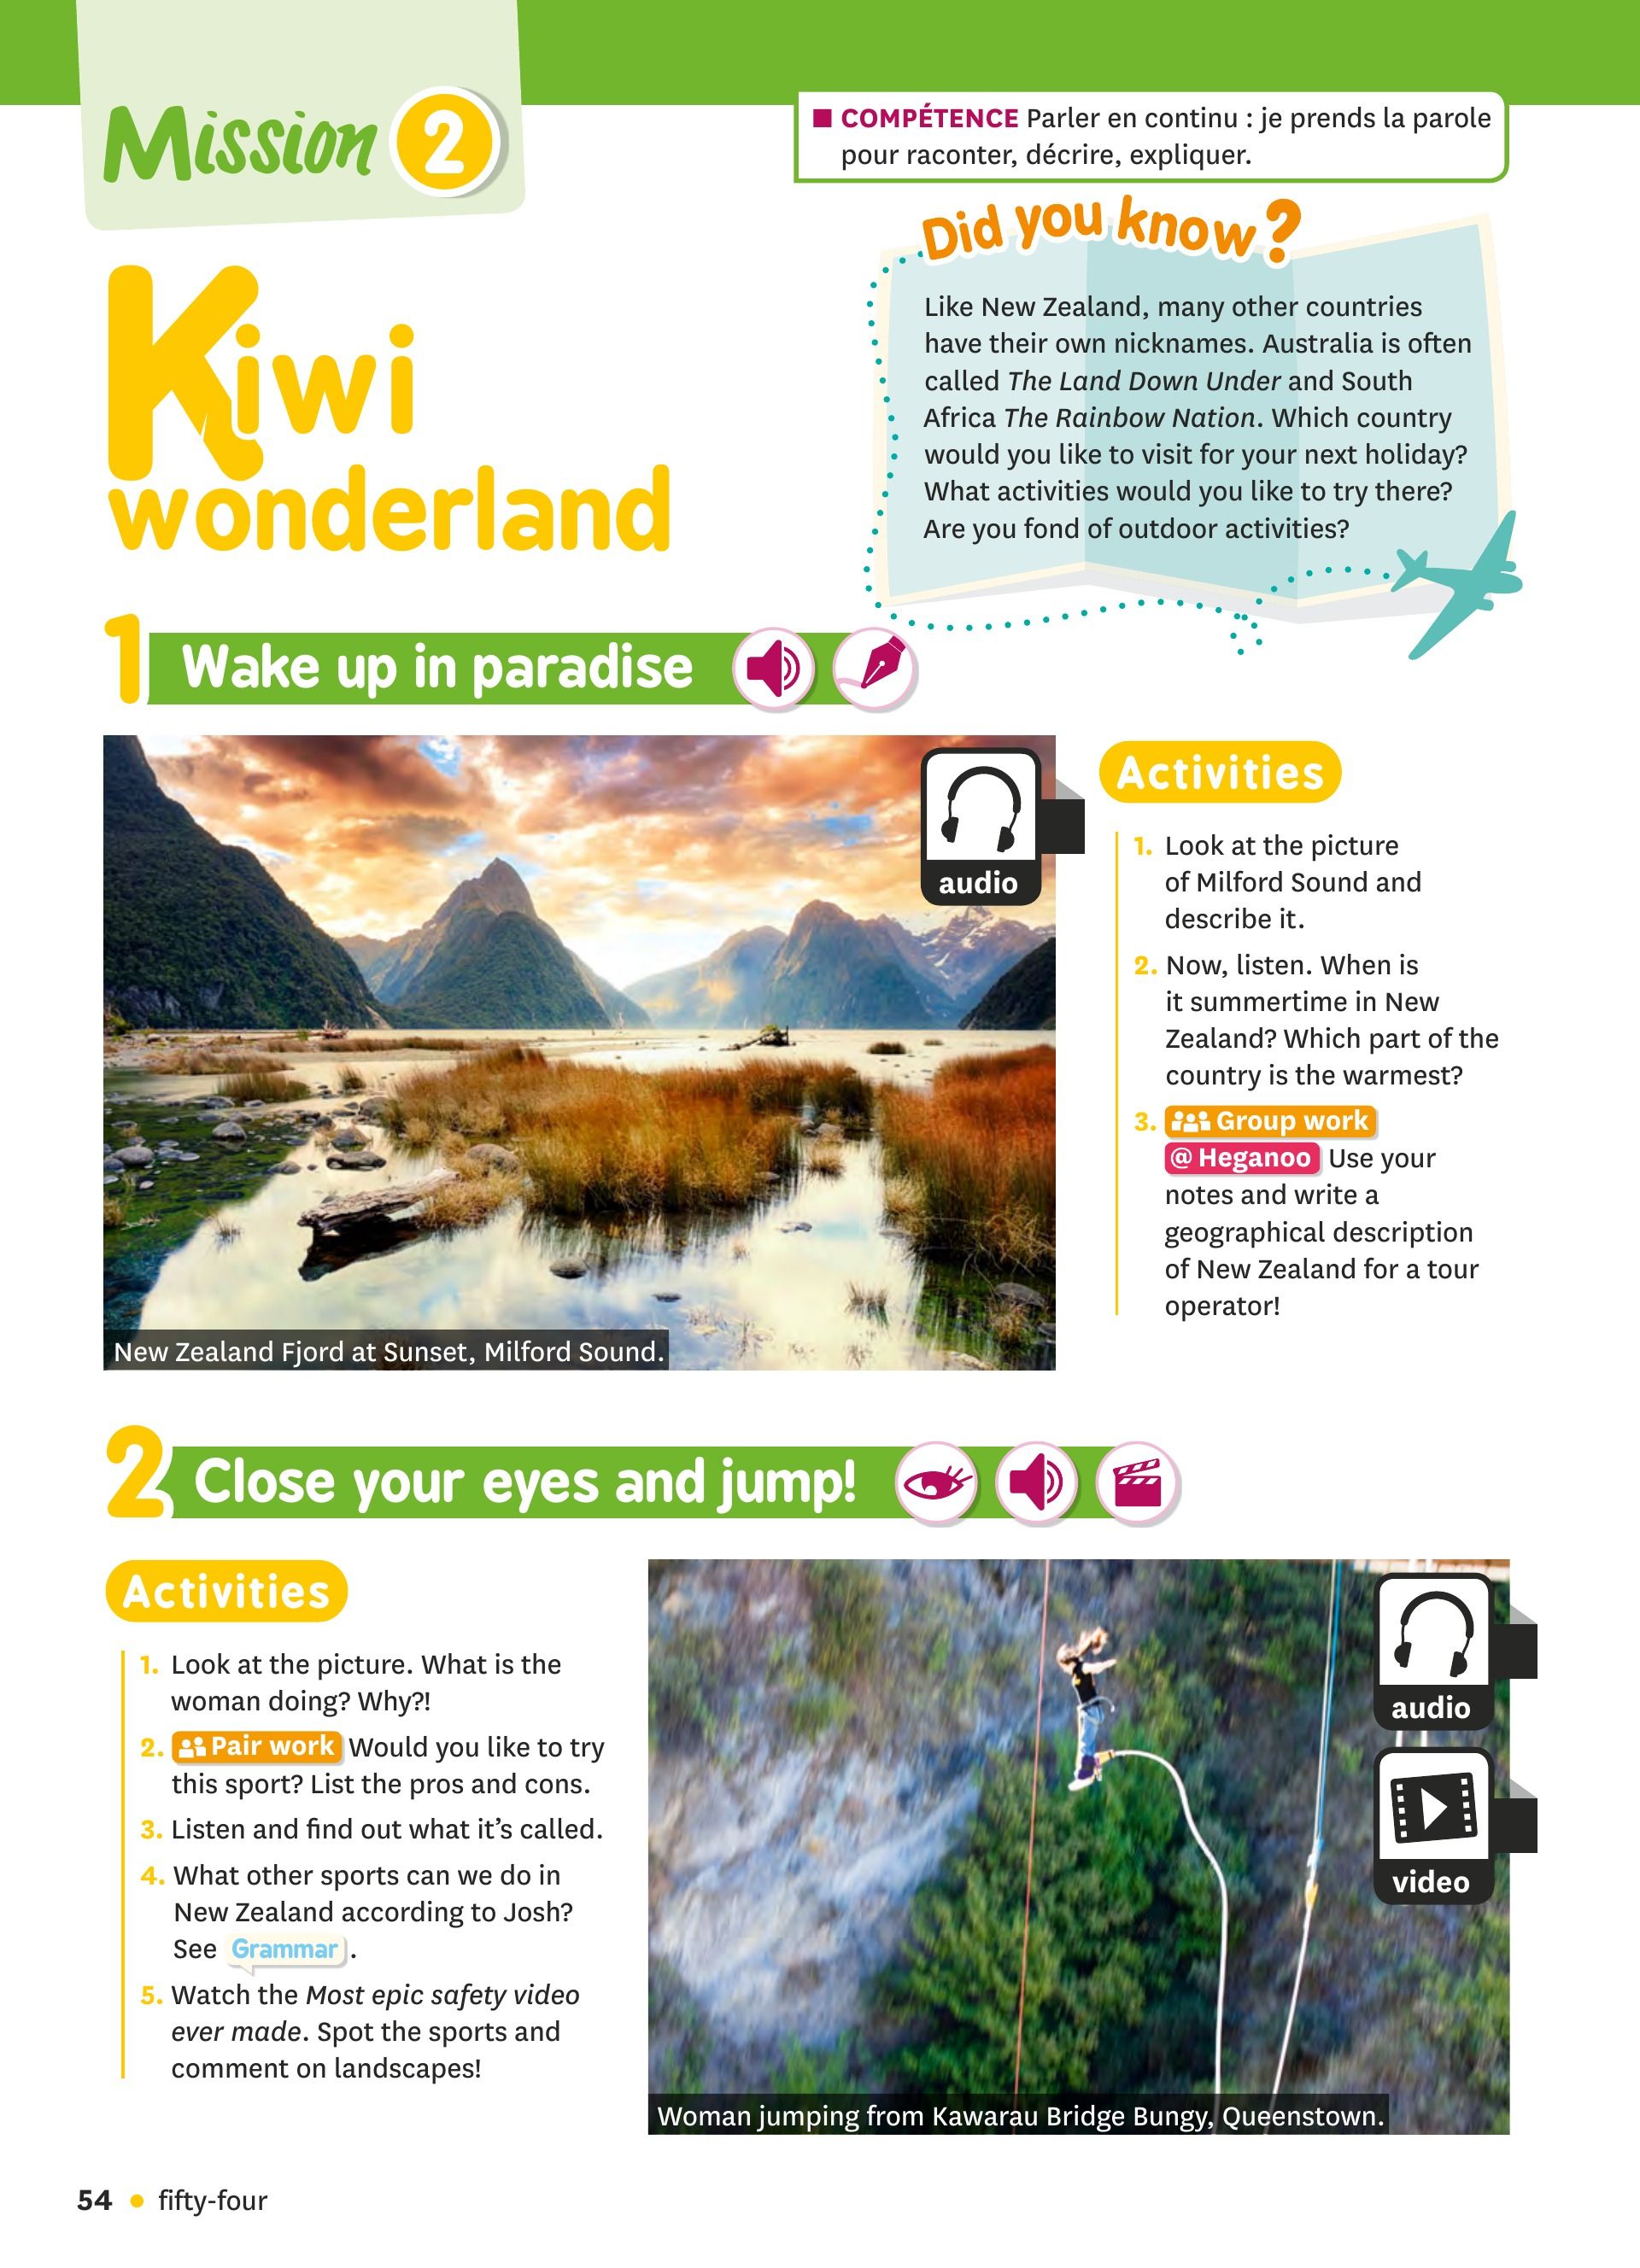 Mission 2
■ COMPÉTENCE Parler en continu : je prends la parole
pour raconter, décrire, expliquer.
Did you know?
Like New Zealand, many other countries
have their own nicknames. Australia is often
called The Land Down Under and South
Africa The Rainbow Nation. Which country
would you like to visit for your next holiday?
What activities would you like to try there?
Are you fond of outdoor activities?
Kiwi
wonderland
1 Wake up in paradise
audio
New Zealand Fjord at Sunset, Milford Sound.
Activities
1. Look at the picture
of Milford Sound and
describe it.
2. Now, listen. When is
it summertime in New
Zealand? Which part of the
country is the warmest?
3. Group work
@ Heganoo Use your
notes and write a
geographical description
of New Zealand for a tour
operator!
2 Close your eyes and jump!
Activities
1. Look at the picture. What is the
woman doing? Why?!
2. Pair work Would you like to try
this sport? List the pros and cons.
3. Listen and find out what it's called.
4. What other sports can we do in
New Zealand according to Josh?
See Grammar .
5. Watch the Most epic safety video
ever made. Spot the sports and
comment on landscapes!
audio
video
Woman jumping from Kawarau Bridge Bungy, Queenstown.
54 • fifty-four